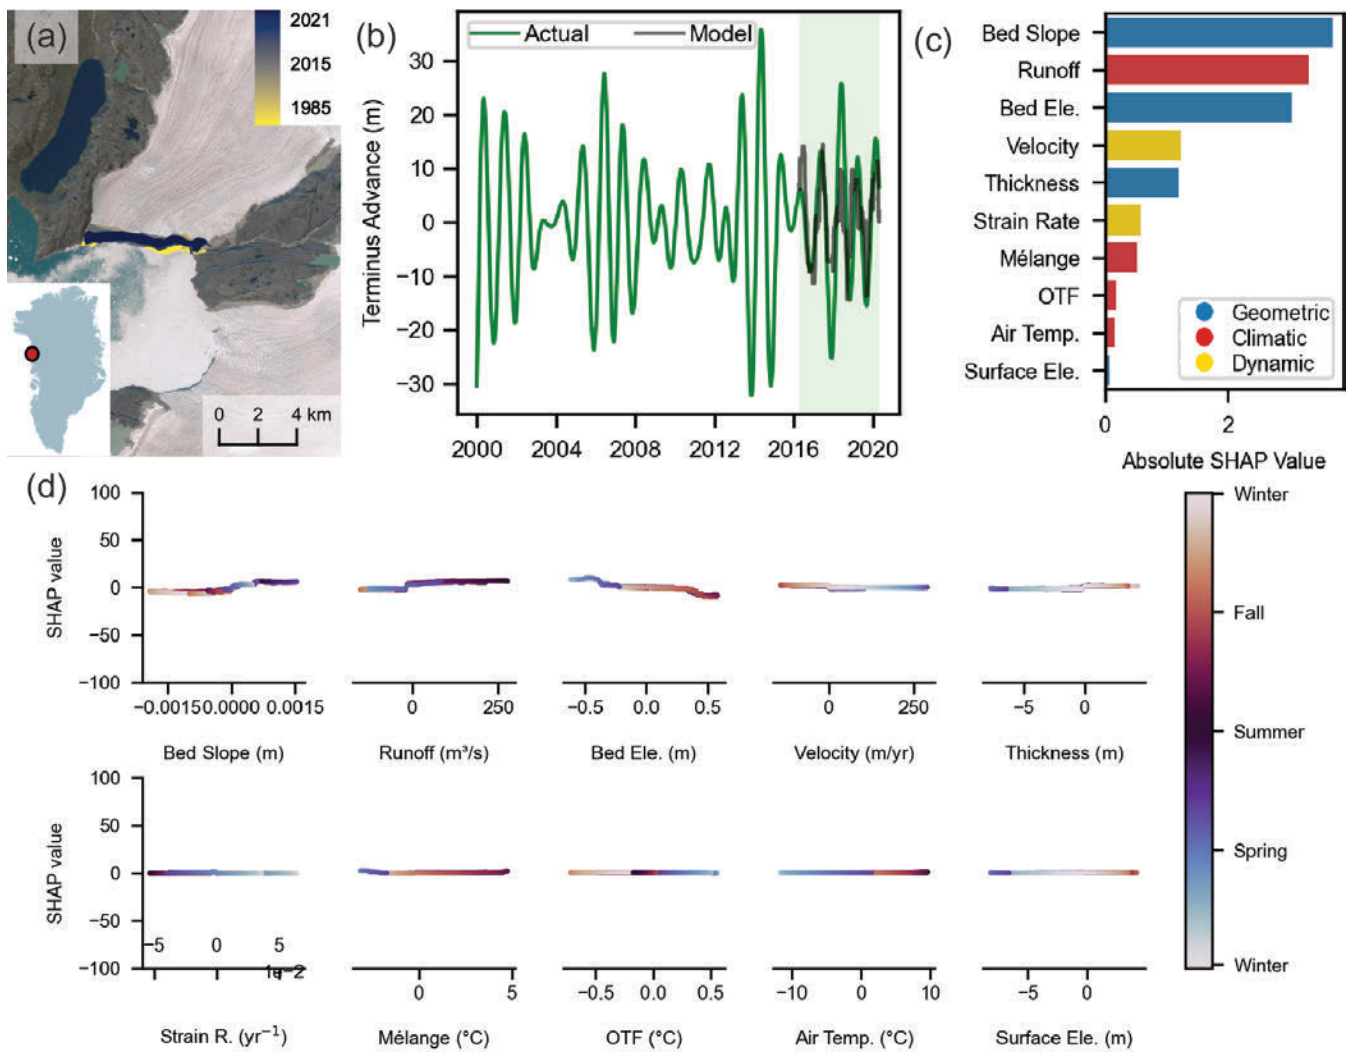 (a)
2021
2015
1985
0 2 4 km
(b)
Actual Model
Terminus Advance (m)
30
20
10
0
−10
−20
−30
2000 2004 2008 2012 2016 2020
(c)
Bed Slope
Runoff
Bed Ele.
Velocity
Thickness
Strain Rate
Mélange
OTF
Air Temp.
Surface Ele.
Geometric
Climatic
Dynamic
0 2
Absolute SHAP Value
(d)
SHAP value
100
50
0
−50
−100
−0.0015 0.0000 0.0015
Bed Slope (m)
0 250
Runoff (m³/s)
−0.5 0.0 0.5
Bed Ele. (m)
0 250
Velocity (m/yr)
−5 0
Thickness (m)
SHAP value
100
50
0
−50
−100
−5 0 5
1e−2
Strain R. (yr⁻¹)
0 5
Mélange (°C)
−0.5 0.0 0.5
OTF (°C)
−10 0 10
Air Temp. (°C)
−5 0
Surface Ele. (m)
Winter
Fall
Summer
Spring
Winter